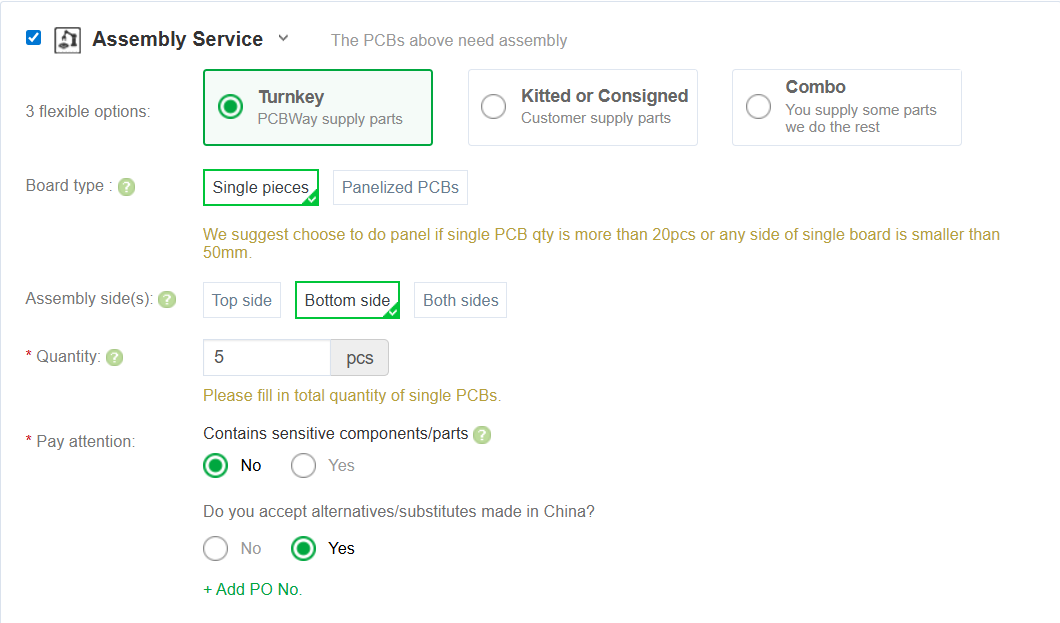 Assembly Service
The PCBs above need assembly
3 flexible options:
Turnkey
PCBWay supply parts
Kitted or Consigned
Customer supply parts
Combo
You supply some parts
we do the rest
Board type : ?
Single pieces
Panelized PCBs
We suggest choose to do panel if single PCB qty is more than 20pcs or any side of single board is smaller than
50mm.
Assembly side(s): ?
Top side
Bottom side
Both sides
* Quantity: ?
5
pcs
Please fill in total quantity of single PCBs.
* Pay attention:
Contains sensitive components/parts ?
No
Yes
Do you accept alternatives/substitutes made in China?
No
Yes
+ Add PO No.